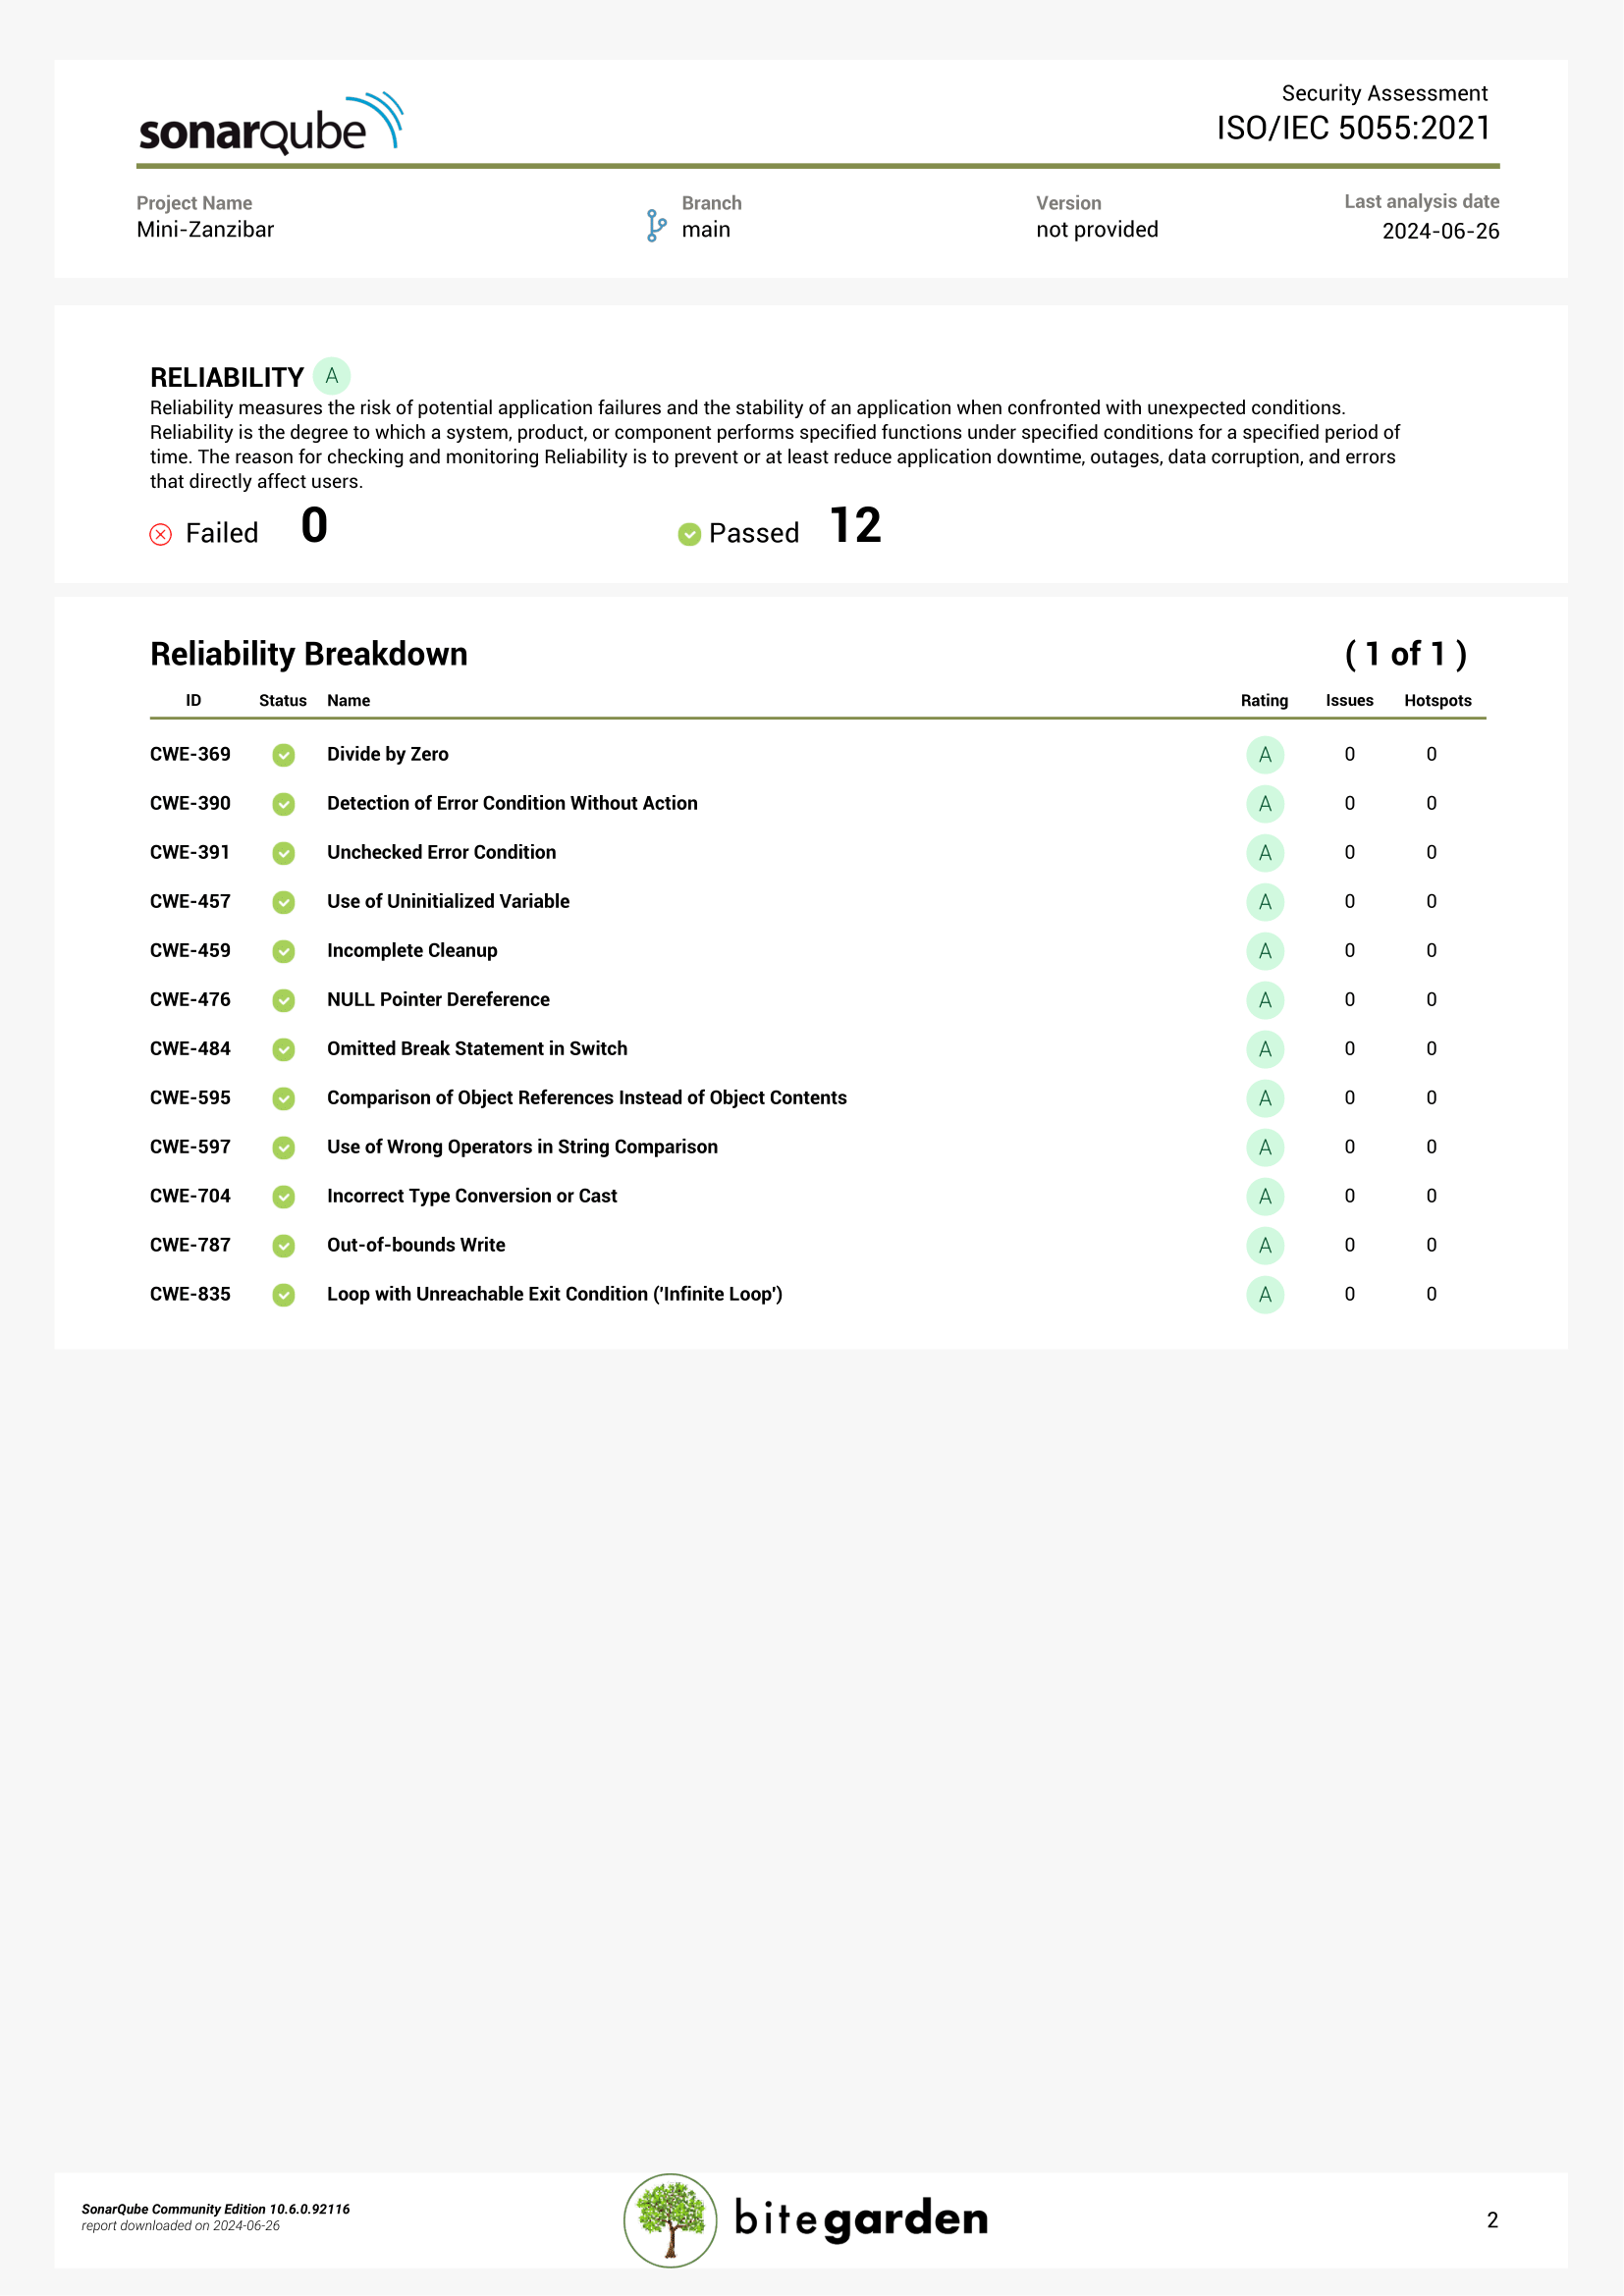 sonarqube
Security Assessment
ISO/IEC 5055:2021
Project Name
Mini-Zanzibar
Branch
main
Version
not provided
Last analysis date
2024-06-26
RELIABILITY A
Reliability measures the risk of potential application failures and the stability of an application when confronted with unexpected conditions.
Reliability is the degree to which a system, product, or component performs specified functions under specified conditions for a specified period of
time. The reason for checking and monitoring Reliability is to prevent or at least reduce application downtime, outages, data corruption, and errors
that directly affect users.
Failed 0 Passed 12
Reliability Breakdown ( 1 of 1 )
ID Status Name Rating Issues Hotspots
CWE-369 Divide by Zero A 0 0
CWE-390 Detection of Error Condition Without Action A 0 0
CWE-391 Unchecked Error Condition A 0 0
CWE-457 Use of Uninitialized Variable A 0 0
CWE-459 Incomplete Cleanup A 0 0
CWE-476 NULL Pointer Dereference A 0 0
CWE-484 Omitted Break Statement in Switch A 0 0
CWE-595 Comparison of Object References Instead of Object Contents A 0 0
CWE-597 Use of Wrong Operators in String Comparison A 0 0
CWE-704 Incorrect Type Conversion or Cast A 0 0
CWE-787 Out-of-bounds Write A 0 0
CWE-835 Loop with Unreachable Exit Condition ('Infinite Loop') A 0 0
SonarQube Community Edition 10.6.0.92116
report downloaded on 2024-06-26
bitegarden
2